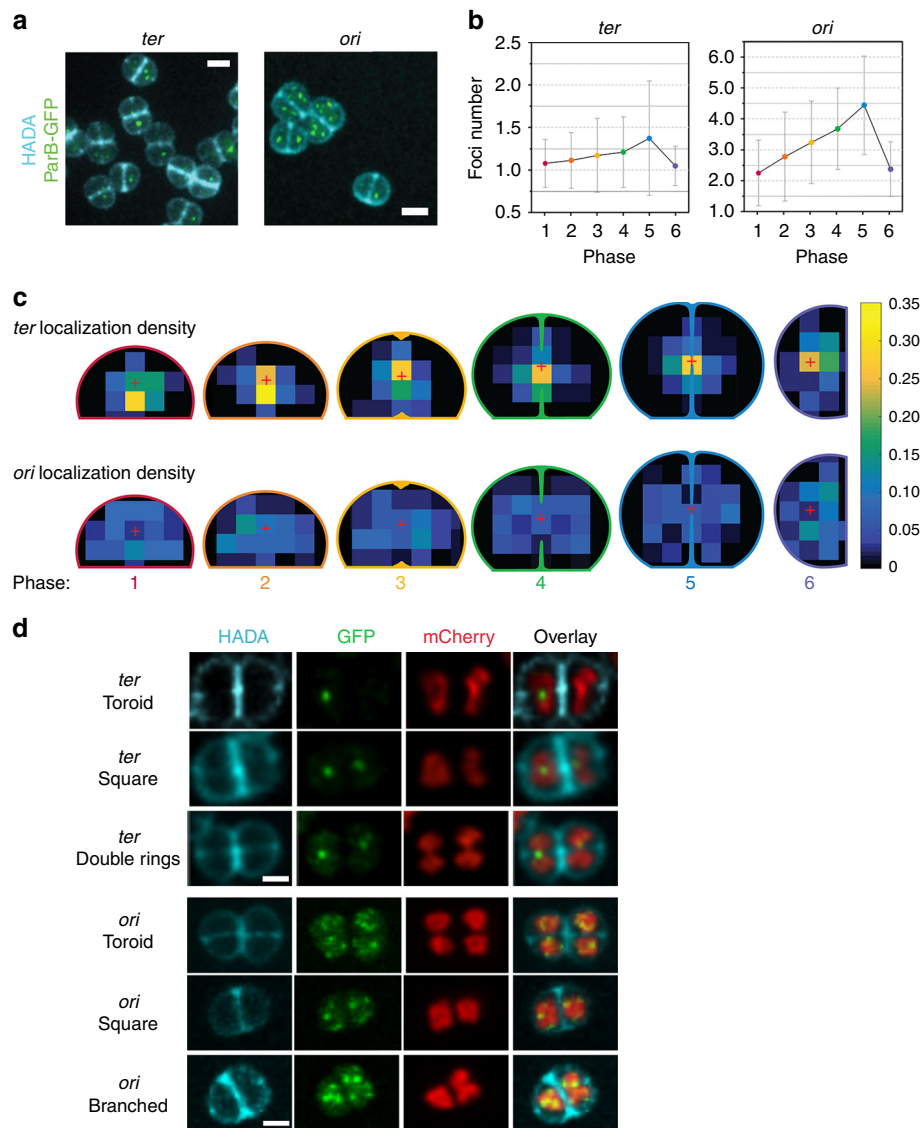 a
ter
ori
HADA
ParB-GFP
b
ter
ori
Foci number
2.5
2.0
1.5
1.0
0.5
1 2 3 4 5 6
Phase
6.0
5.0
4.0
3.0
2.0
1.0
1 2 3 4 5 6
Phase
c
ter localization density
ori localization density
Phase: 1 2 3 4 5 6
0.35
0.30
0.25
0.20
0.15
0.10
0.05
0
d
HADA GFP mCherry Overlay
ter
Toroid
ter
Square
ter
Double rings
ori
Toroid
ori
Square
ori
Branched